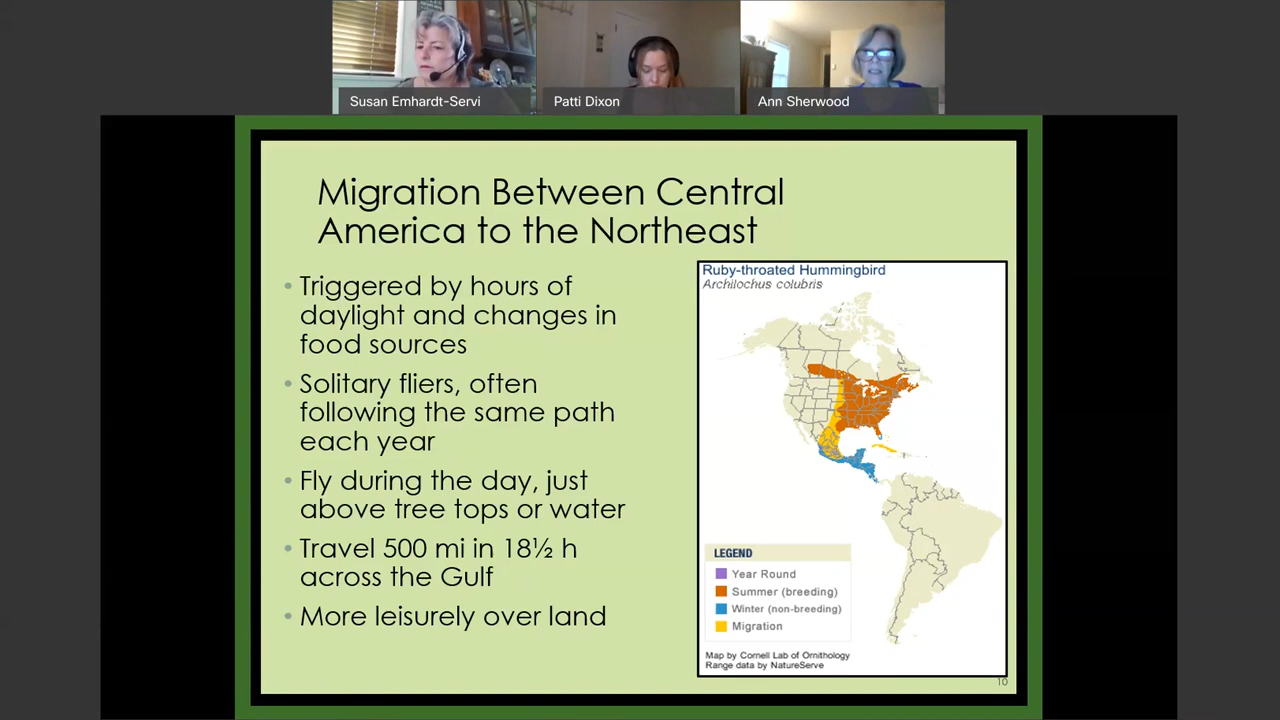 Susan Emhardt-Servi
Patti Dixon
Ann Sherwood
Migration Between Central
America to the Northeast
• Triggered by hours of
daylight and changes in
food sources
• Solitary fliers, often
following the same path
each year
• Fly during the day, just
above tree tops or water
• Travel 500 mi in 18½ h
across the Gulf
• More leisurely over land
Ruby-throated Hummingbird
Archilochus colubris
LEGEND
Year Round
Summer (breeding)
Winter (non-breeding)
Migration
Map by Cornell Lab of Ornithology
Range data by NatureServe
10